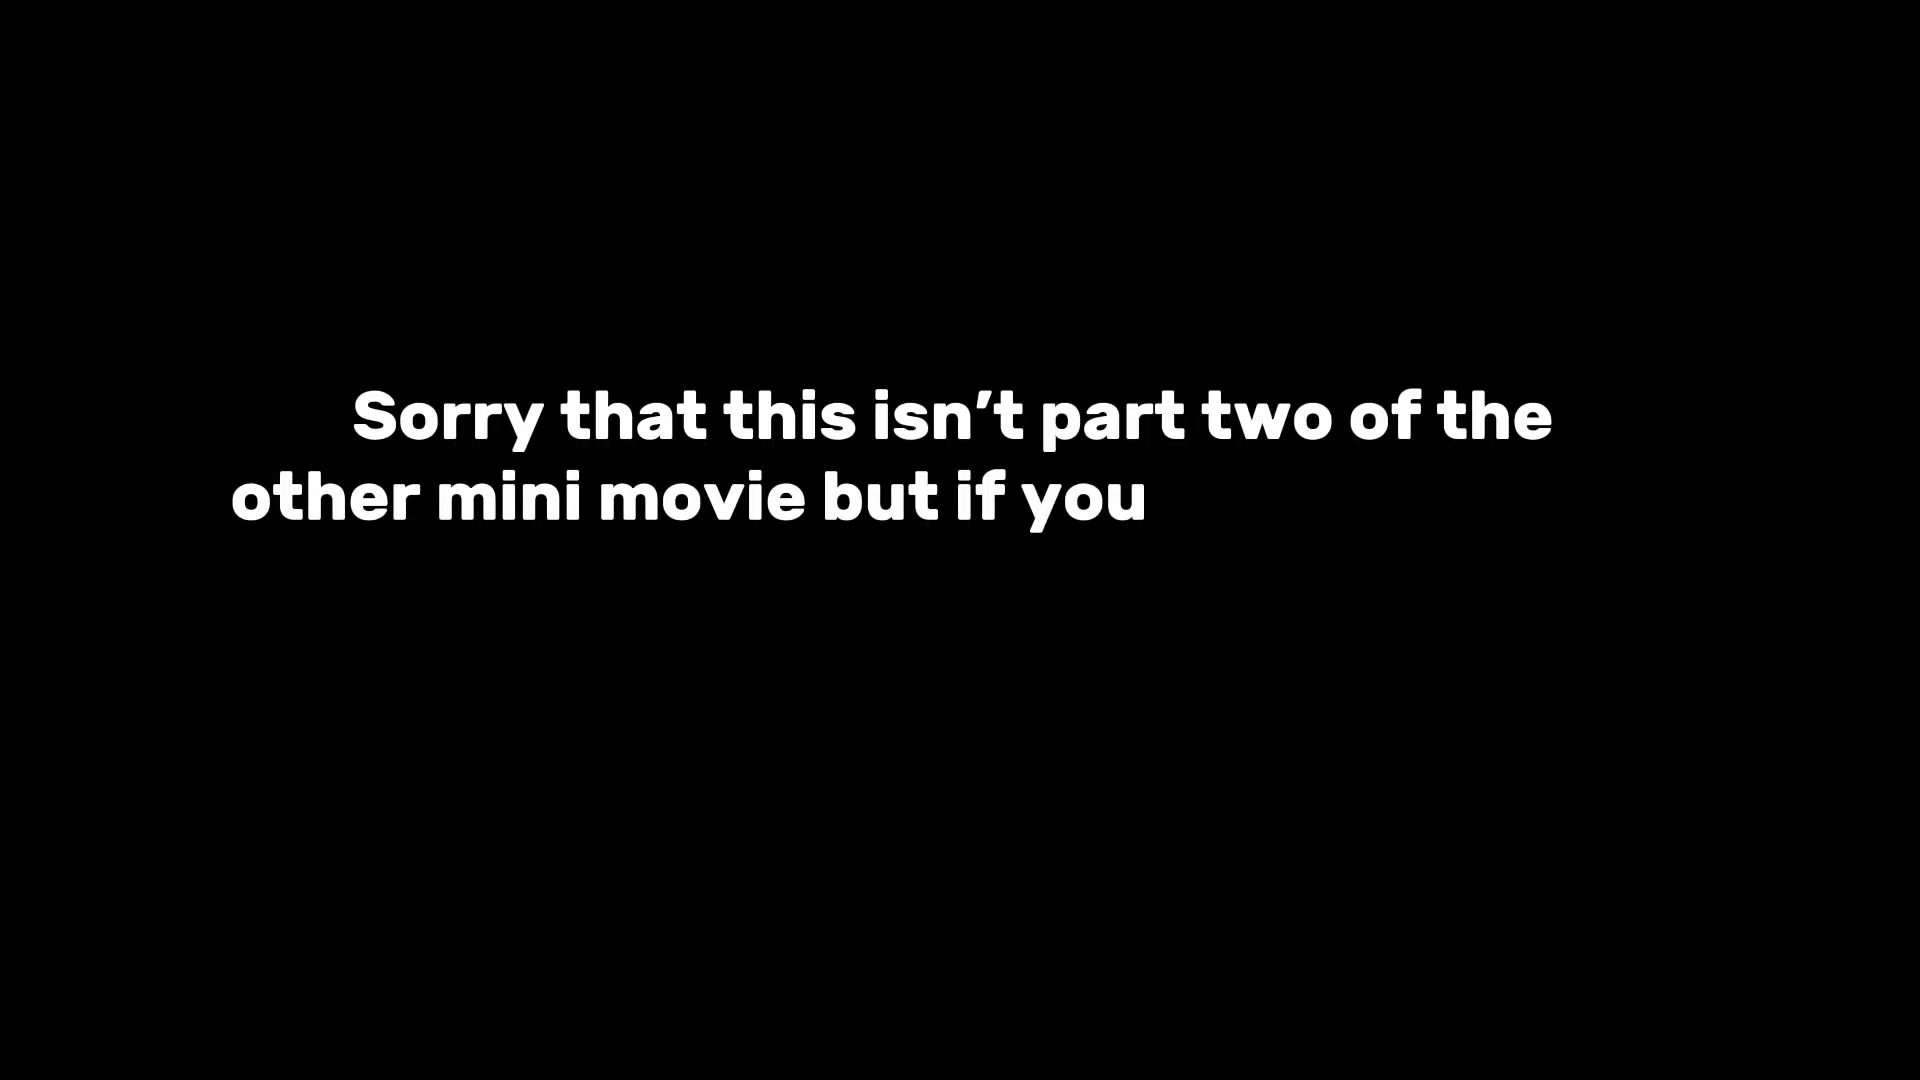 Sorry that this isn’t part two of the
other mini movie but if you